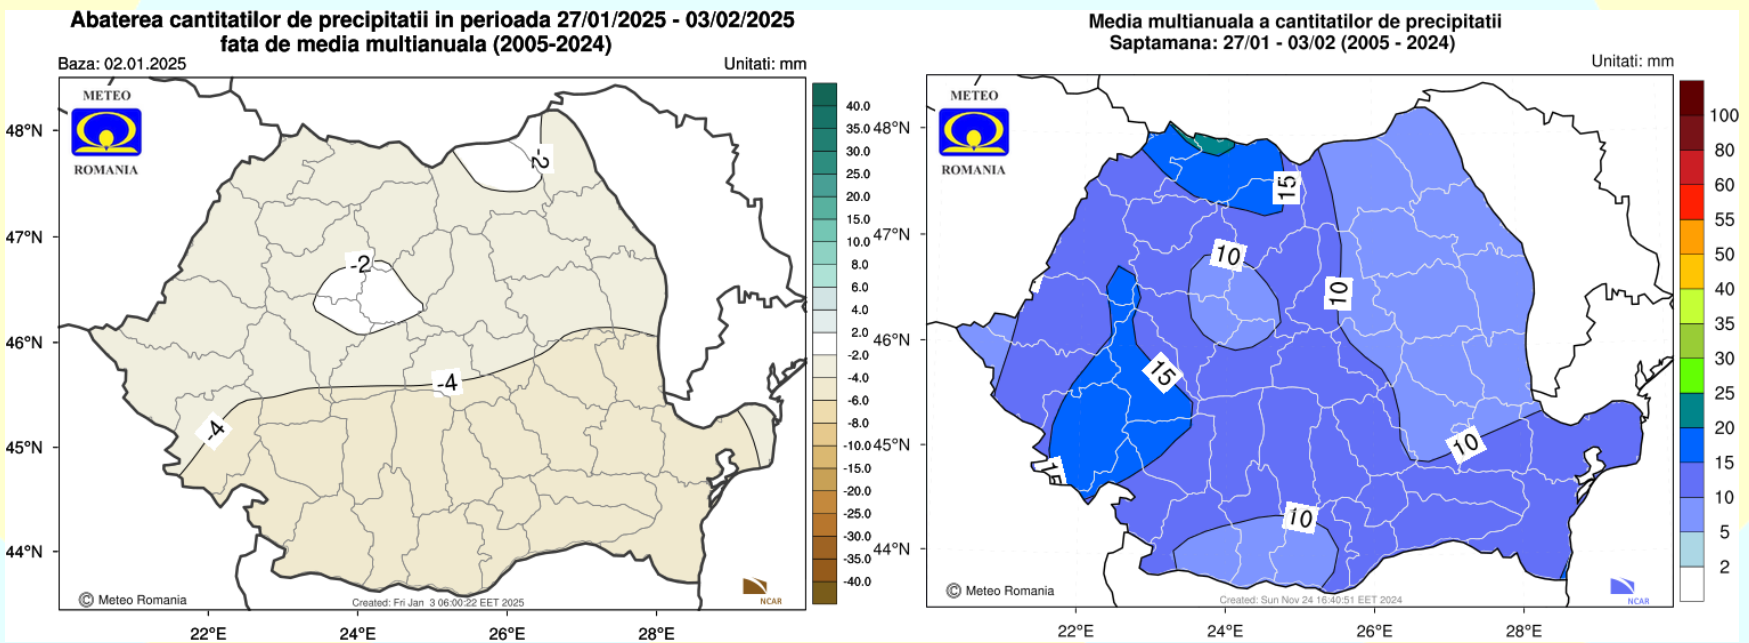 Abaterea cantitatilor de precipitatii in perioada 27/01/2025 - 03/02/2025
fata de media multianuala (2005-2024)
Baza: 02.01.2025
Unitati: mm
METEO
ROMANIA
48°N
47°N
46°N
45°N
44°N
22°E
24°E
26°E
28°E
-2
-2
-4
-4
40.0
35.0
30.0
25.0
20.0
15.0
10.0
8.0
6.0
4.0
2.0
-2.0
-4.0
-6.0
-8.0
-10.0
-15.0
-20.0
-25.0
-30.0
-35.0
-40.0
© Meteo Romania
Created: Fri Jan 3 06:00:22 EET 2025
NCAR
Media multianuala a cantitatilor de precipitatii
Saptamana: 27/01 - 03/02 (2005 - 2024)
Unitati: mm
METEO
ROMANIA
48°N
47°N
46°N
45°N
44°N
22°E
24°E
26°E
28°E
15
10
10
15
10
15
10
100
80
60
55
50
40
35
30
25
20
15
10
5
2
© Meteo Romania
Created: Sun Nov 24 16:40:51 EET 2024
NCAR